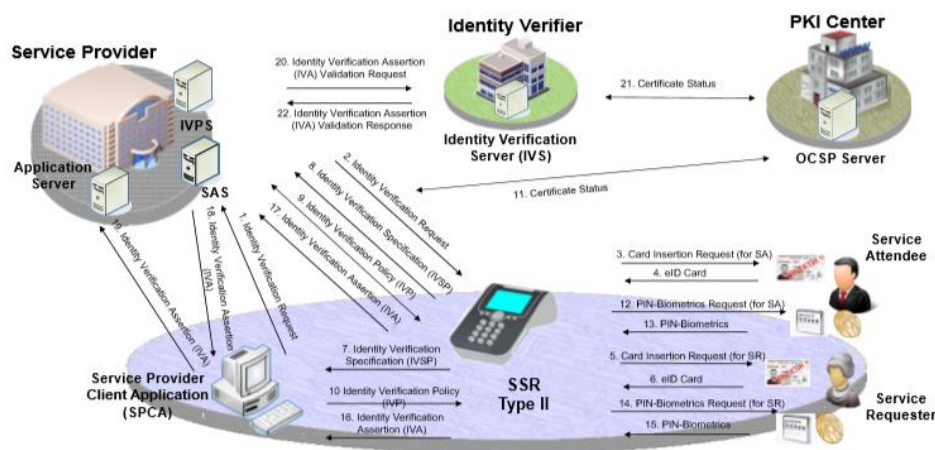 Identity Verifier
PKI Center
Service Provider
20. Identity Verification Assertion
(IVA) Validation Request
21. Certificate Status
22. Identity Verification Assertion
(IVA) Validation Response
IVPS
Identity Verification
Server (IVS)
OCSP Server
Application
Server
SAS
2. Identity Verification Request
8. Identity Verification Specification (IVSP)
9. Identity Verification Policy (IVP)
17. Identity Verification Assertion (IVA)
11. Certificate Status
18. Identity Verification Assertion
(IVA)
1. Identity Verification Request
19. Identity Verification Assertion (IVA)
Service
Attendee
3. Card Insertion Request (for SA)
4. eID Card
12. PIN-Biometrics Request (for SA)
13. PIN-Biometrics
7. Identity Verification
Specification (IVSP)
5. Card Insertion Request (for SR)
SSR
Type II
6. eID Card
Service Provider
Client Application
(SPCA)
10 Identity Verification Policy
(IVP)
14. PIN-Biometrics Request (for SR)
Service
Requester
16. Identity Verification
Assertion (IVA)
15. PIN-Biometrics